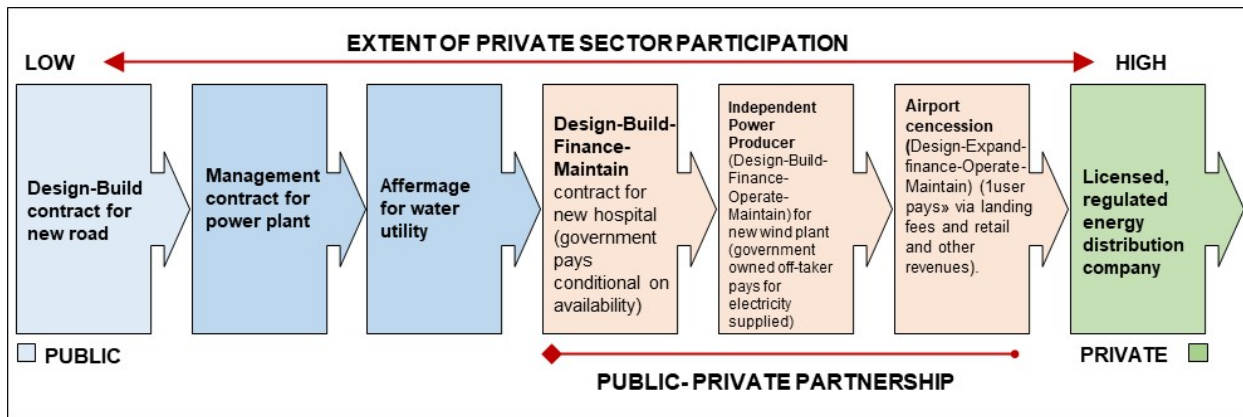 EXTENT OF PRIVATE SECTOR PARTICIPATION
LOW
HIGH
Design-Build
contract for
new road
Management
contract for
power plant
Affermage
for water
utility
Design-Build-
Finance-
Maintain
contract for
new hospital
(government
pays
conditional on
availability)
Independent
Power
Producer
(Design-Build-
Finance-
Operate-
Maintain) for
new wind plant
(government
owned off-taker
pays for
electricity
supplied)
Airport
cencession
(Design-Expand-
finance-Operate-
Maintain) (1user
pays» via landing
fees and retail
and other
revenues).
Licensed,
regulated
energy
distribution
company
PUBLIC
PRIVATE
PUBLIC- PRIVATE PARTNERSHIP